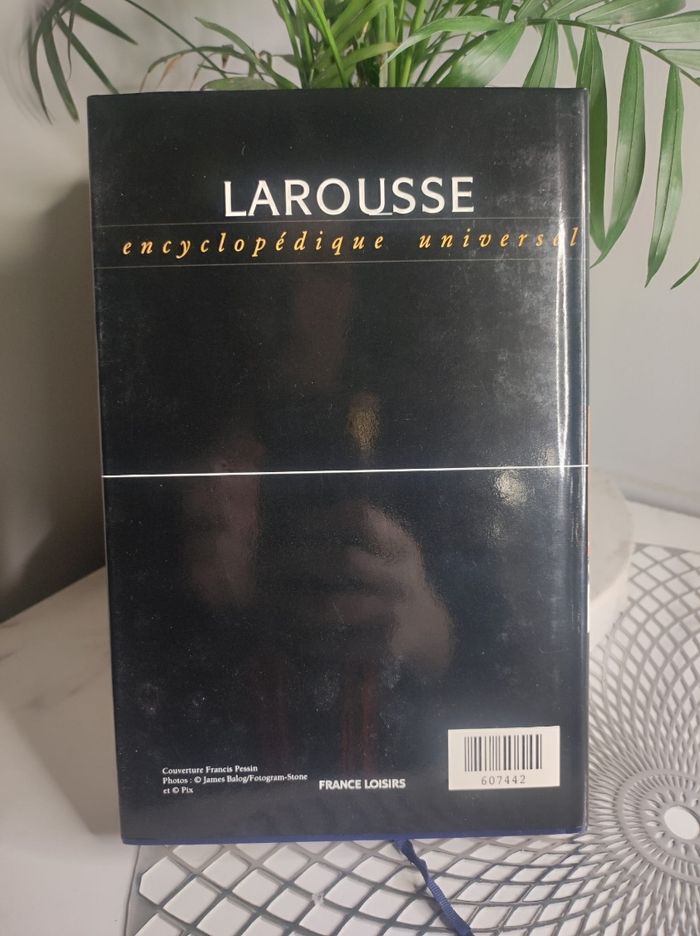 LAROUSSE
encyclopédique universel
Couverture Francis Pessin
Photos : © James Balog/Fotogram-Stone
et © Pix
FRANCE LOISIRS
607442